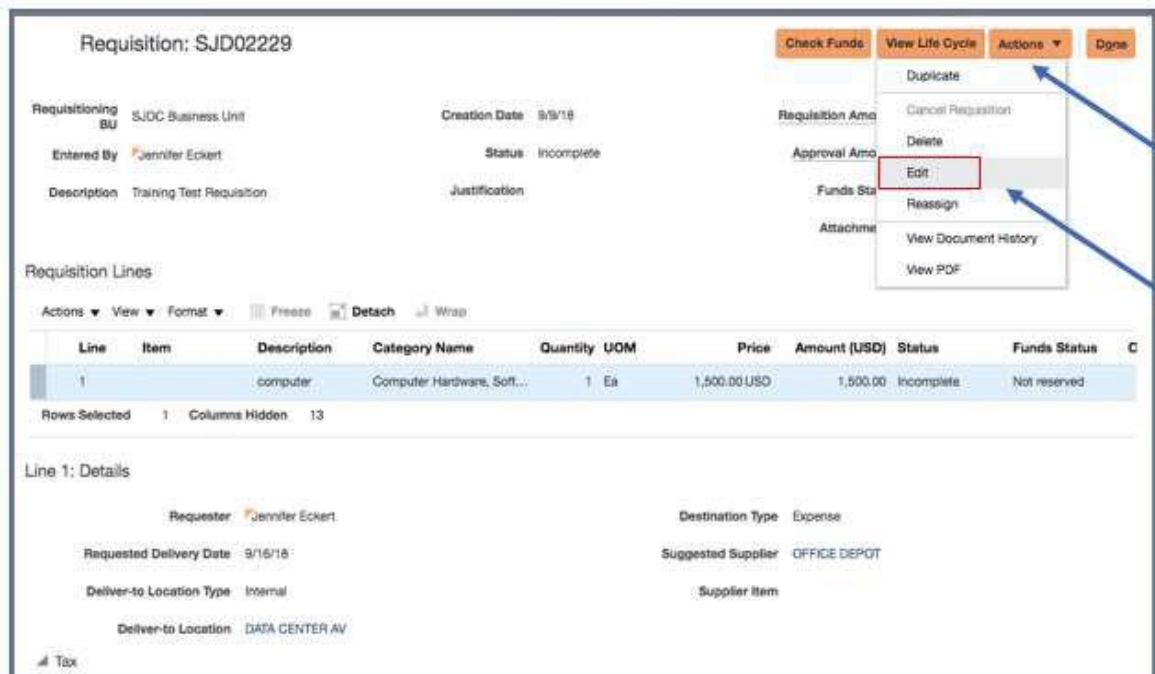 Requisition: SJD02229
Check Funds View Life Cycle Actions Done
Duplicate
Cancel Requisition
Delete
Edit
Reassign
View Document History
View PDF
Requisitioning BU SJDC Business Unit
Creation Date 9/9/18
Requisition Amo
Entered By Jennifer Eckert
Status Incomplete
Approval Amo
Description Training Test Requisition
Justification
Funds Sta
Attachme
Requisition Lines
Actions View Format Freeze Detach Wrap
Line Item Description Category Name Quantity UOM Price Amount (USD) Status Funds Status C
1 computer Computer Hardware, Soft... 1 Ea 1,500.00 USD 1,500.00 Incomplete Not reserved
Rows Selected 1 Columns Hidden 13
Line 1: Details
Requester Jennifer Eckert
Destination Type Expense
Requested Delivery Date 9/16/18
Suggested Supplier OFFICE DEPOT
Deliver-to Location Type Internal
Supplier Item
Deliver-to Location DATA CENTER AV
Tax